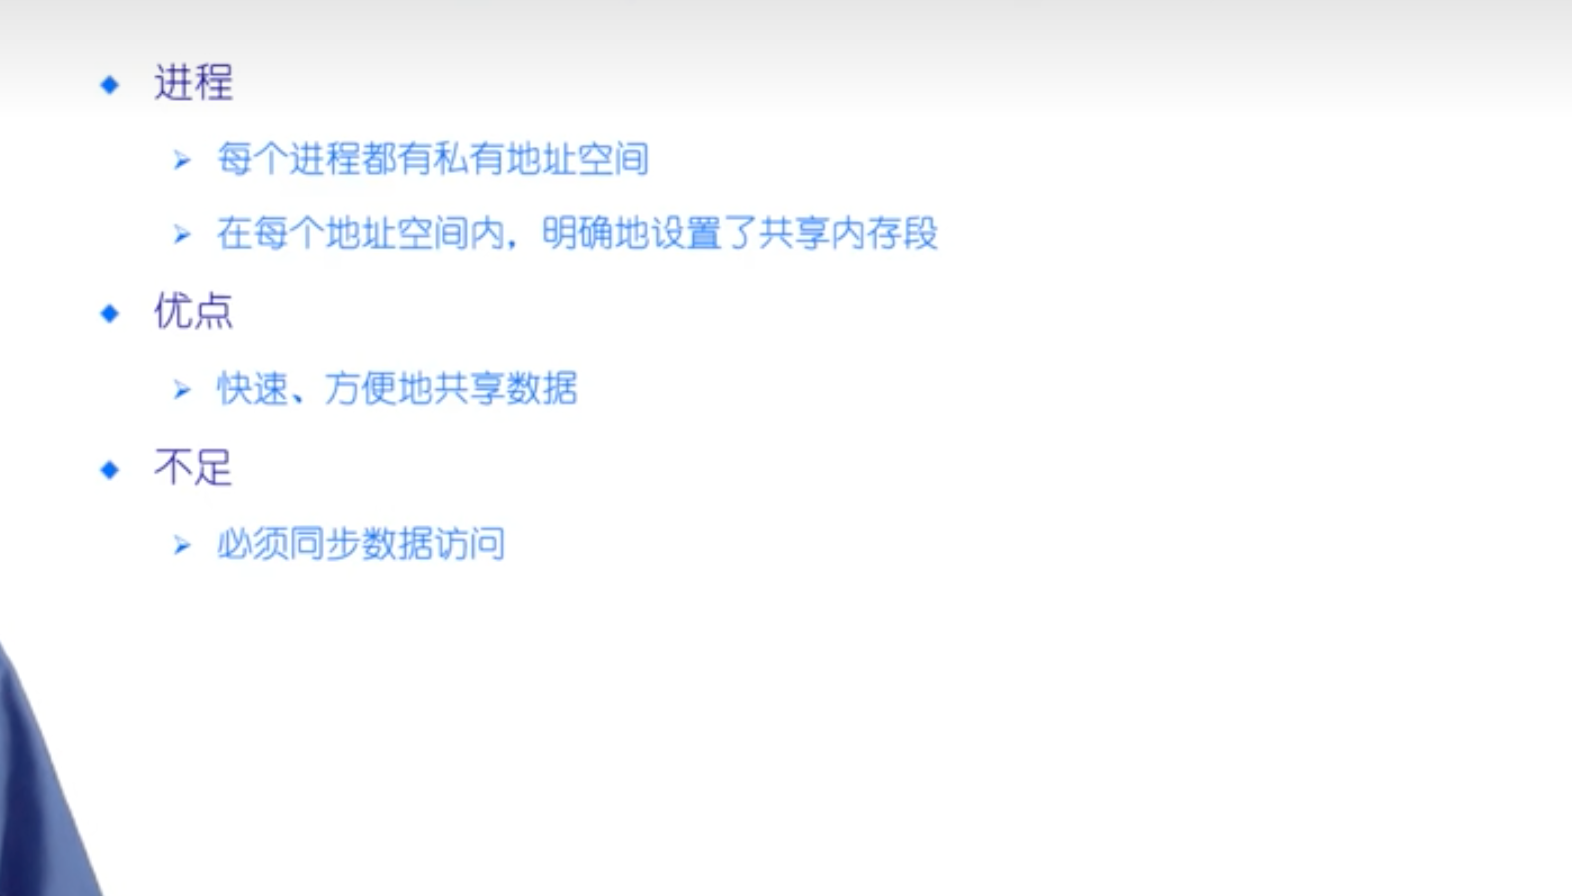 进程
每个进程都有私有地址空间
在每个地址空间内，明确地设置了共享内存段
优点
快速、方便地共享数据
不足
必须同步数据访问